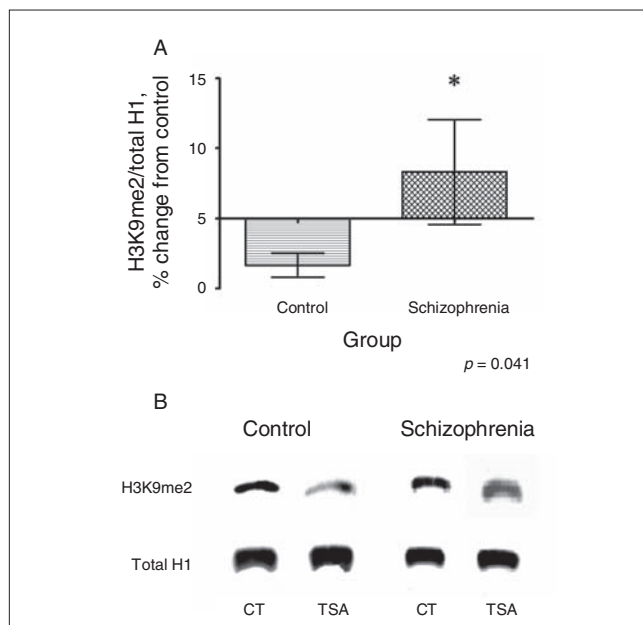 A
H3K9me2/total H1,
% change from control
15
10
5
0
*
Control Schizophrenia
Group
p = 0.041
B
Control Schizophrenia
H3K9me2
Total H1
CT TSA CT TSA